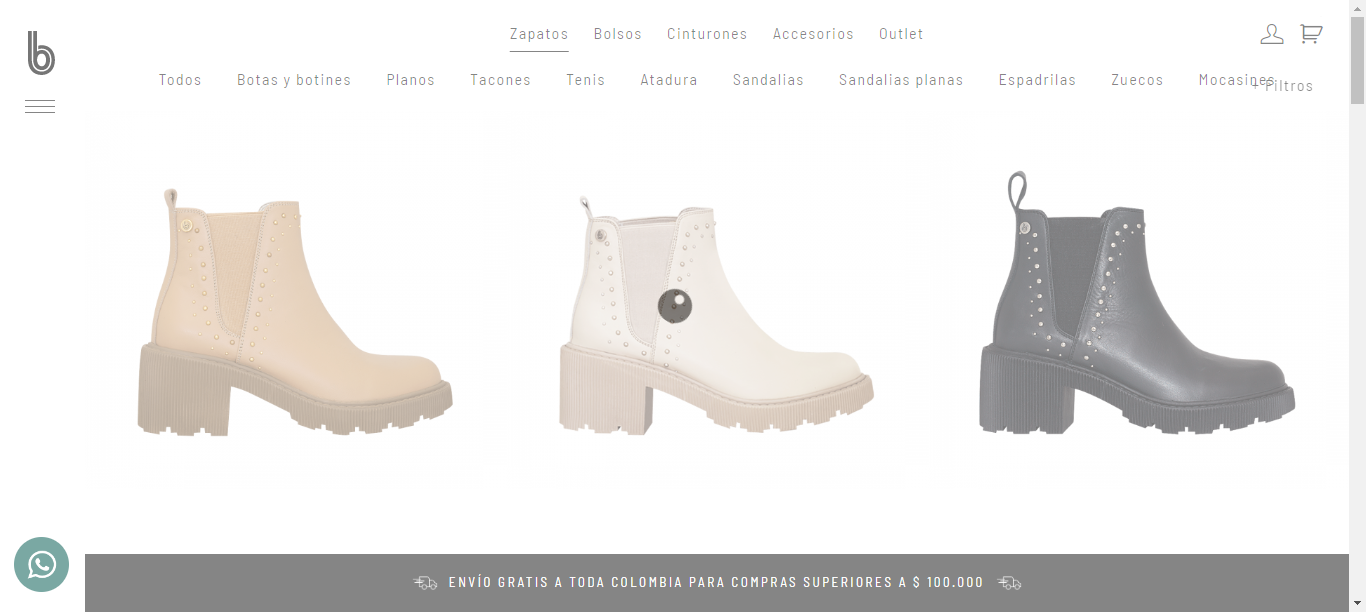 b
Zapatos Bolsos Cinturones Accesorios Outlet
Todos Botas y botines Planos Tacones Tenis Atadura Sandalias Sandalias planas Espadrilas Zuecos Mocasines
+ Filtros
ENVÍO GRATIS A TODA COLOMBIA PARA COMPRAS SUPERIORES A $ 100.000